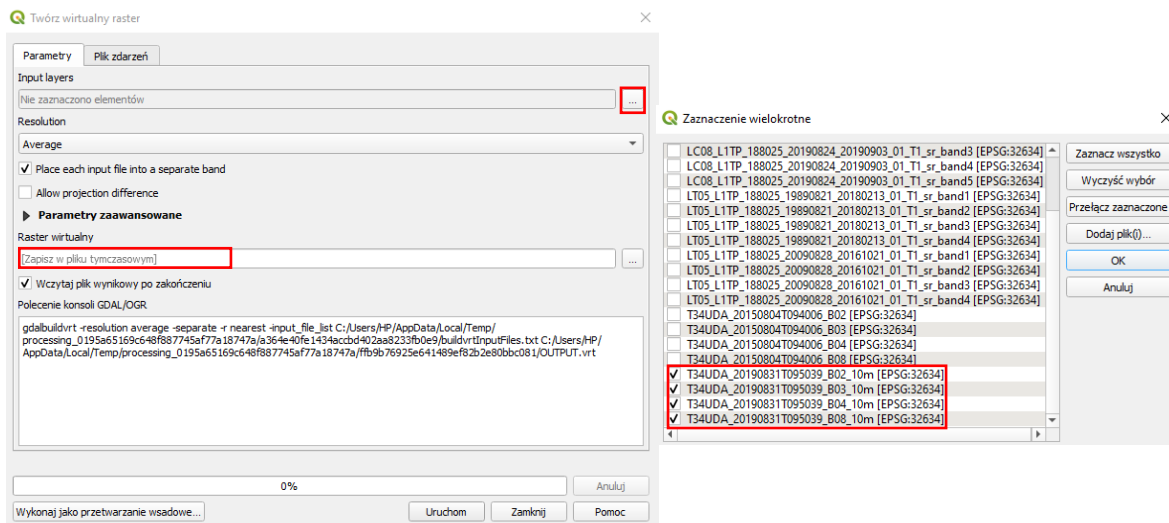 Twórz wirtualny raster
Parametry
Plik zdarzeń
Input layers
Nie zaznaczono elementów
...
Resolution
Average
Place each input file into a separate band
Allow projection difference
Parametry zaawansowane
Raster wirtualny
[Zapisz w pliku tymczasowym]
...
Wczytaj plik wynikowy po zakończeniu
Polecenie konsoli GDAL/OGR
gdalbuildvrt -resolution average -separate -r nearest -input_file_list C:/Users/HP/AppData/Local/Temp/
processing_0195a65169c648f887745af77a18747a/a364e40fe1434accbd402aa8233fb0e9/buildvrtInputFiles.txt C:/Users/HP/
AppData/Local/Temp/processing_0195a65169c648f887745af77a18747a/ffb9b76925e641489ef82b2e80bbc081/OUTPUT.vrt
0%
Anuluj
Wykonaj jako przetwarzanie wsadowe...
Uruchom
Zamknij
Pomoc
Zaznaczenie wielokrotne
LC08_L1TP_188025_20190824_20190903_01_T1_sr_band3 [EPSG:32634]
LC08_L1TP_188025_20190824_20190903_01_T1_sr_band4 [EPSG:32634]
LC08_L1TP_188025_20190824_20190903_01_T1_sr_band5 [EPSG:32634]
LT05_L1TP_188025_19890821_20180213_01_T1_sr_band1 [EPSG:32634]
LT05_L1TP_188025_19890821_20180213_01_T1_sr_band2 [EPSG:32634]
LT05_L1TP_188025_19890821_20180213_01_T1_sr_band3 [EPSG:32634]
LT05_L1TP_188025_19890821_20180213_01_T1_sr_band4 [EPSG:32634]
LT05_L1TP_188025_20090828_20161021_01_T1_sr_band1 [EPSG:32634]
LT05_L1TP_188025_20090828_20161021_01_T1_sr_band2 [EPSG:32634]
LT05_L1TP_188025_20090828_20161021_01_T1_sr_band3 [EPSG:32634]
LT05_L1TP_188025_20090828_20161021_01_T1_sr_band4 [EPSG:32634]
T34UDA_20150804T094006_B02 [EPSG:32634]
T34UDA_20150804T094006_B03 [EPSG:32634]
T34UDA_20150804T094006_B04 [EPSG:32634]
T34UDA_20150804T094006_B08 [EPSG:32634]
T34UDA_20190831T095039_B02_10m [EPSG:32634]
T34UDA_20190831T095039_B03_10m [EPSG:32634]
T34UDA_20190831T095039_B04_10m [EPSG:32634]
T34UDA_20190831T095039_B08_10m [EPSG:32634]
Zaznacz wszystko
Wyczyść wybór
Przełącz zaznaczone
Dodaj plik(i)...
OK
Anuluj